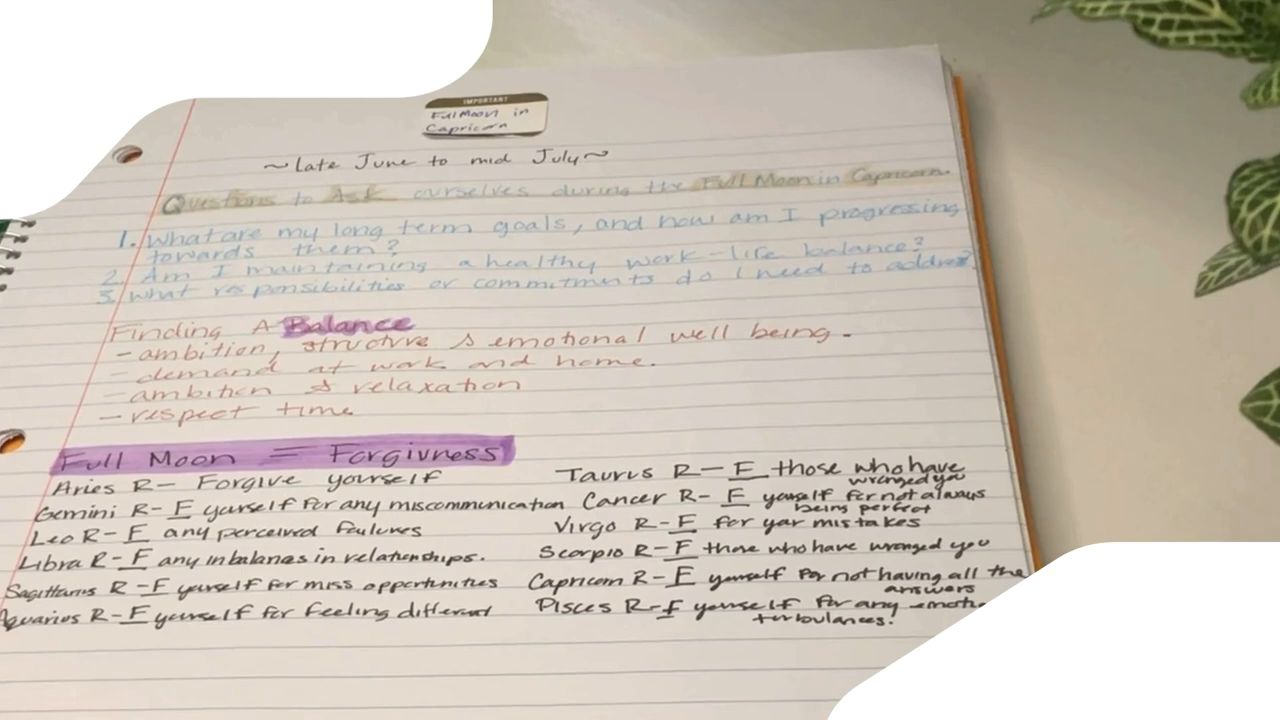 IMPORTANT
Full Moon in
Capricorn
~Late June to mid July~
Questions to Ask ourselves during the Full Moon in Capricorn.
1. What are my long term goals, and how am I progressing
towards them?
2. Am I maintaining a healthy work-life balance?
3. What responsibilities or commitments do I need to address?
Finding A Balance
- ambition, structure & emotional well being.
- demand at work and home.
- ambition & relaxation
- respect time
Full Moon = Forgivness
Aries R- Forgive yourself
Taurus R- F those who have
wronged you
Gemini R- F yourself for any miscommunication
Cancer R- F yourself for not always
being perfect
Leo R- F any perceived failures
Virgo R-F for your mistakes
Libra R-F any inbalances in relationships.
Scorpio R-F those who have wronged you
Sagittarius R-F yourself for miss opportunities
Capricorn R-F yourself for not having all the
answers
Aquarius R-F yourself for feeling different
Pisces R-F yourself for any
turbulances.